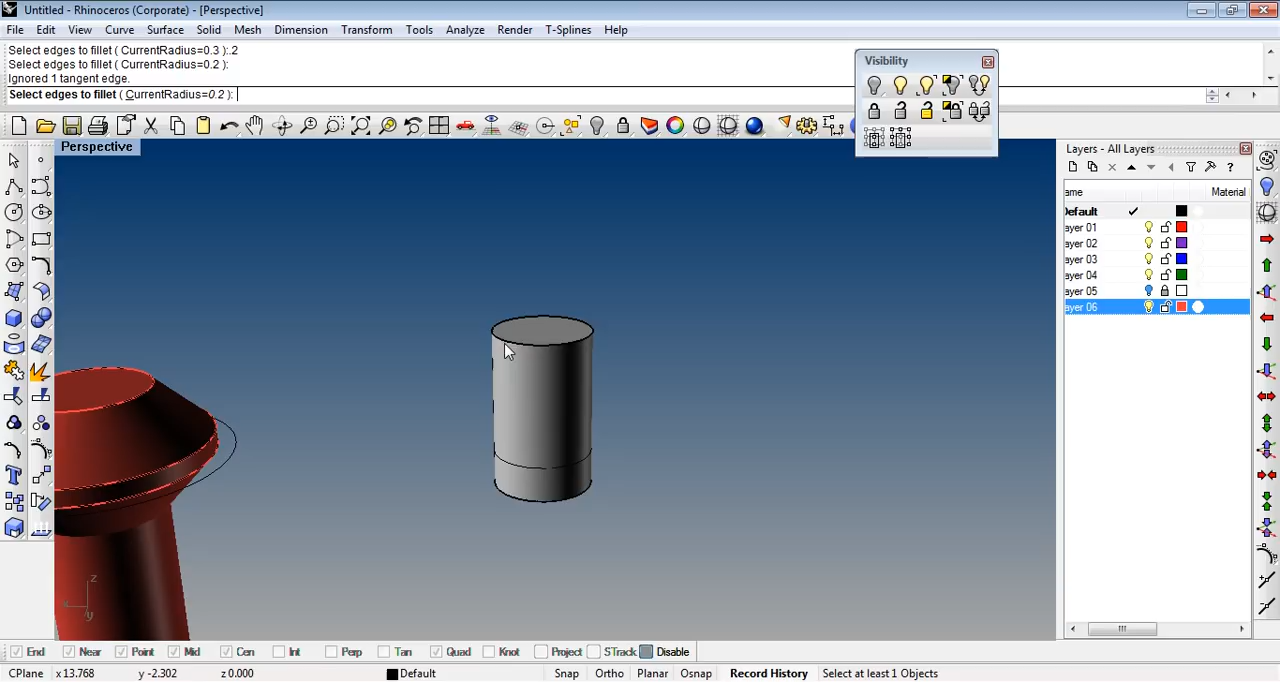 Untitled - Rhinoceros (Corporate) - [Perspective]
File Edit View Curve Surface Solid Mesh Dimension Transform Tools Analyze Render T-Splines Help
Select edges to fillet ( CurrentRadius=0.3 ):.2
Select edges to fillet ( CurrentRadius=0.2 ):
Ignored 1 tangent edge.
Select edges to fillet ( CurrentRadius=0.2 ):
Visibility
Perspective
Layers - All Layers
?
ame Material
Default
ayer 01
ayer 02
ayer 03
ayer 04
ayer 05
ayer 06
z
x
y
End Near Point Mid Cen Int Perp Tan Quad Knot Project STrack Disable
CPlane x 13.768 y -2.302 z 0.000 Default Snap Ortho Planar Osnap Record History Select at least 1 Objects